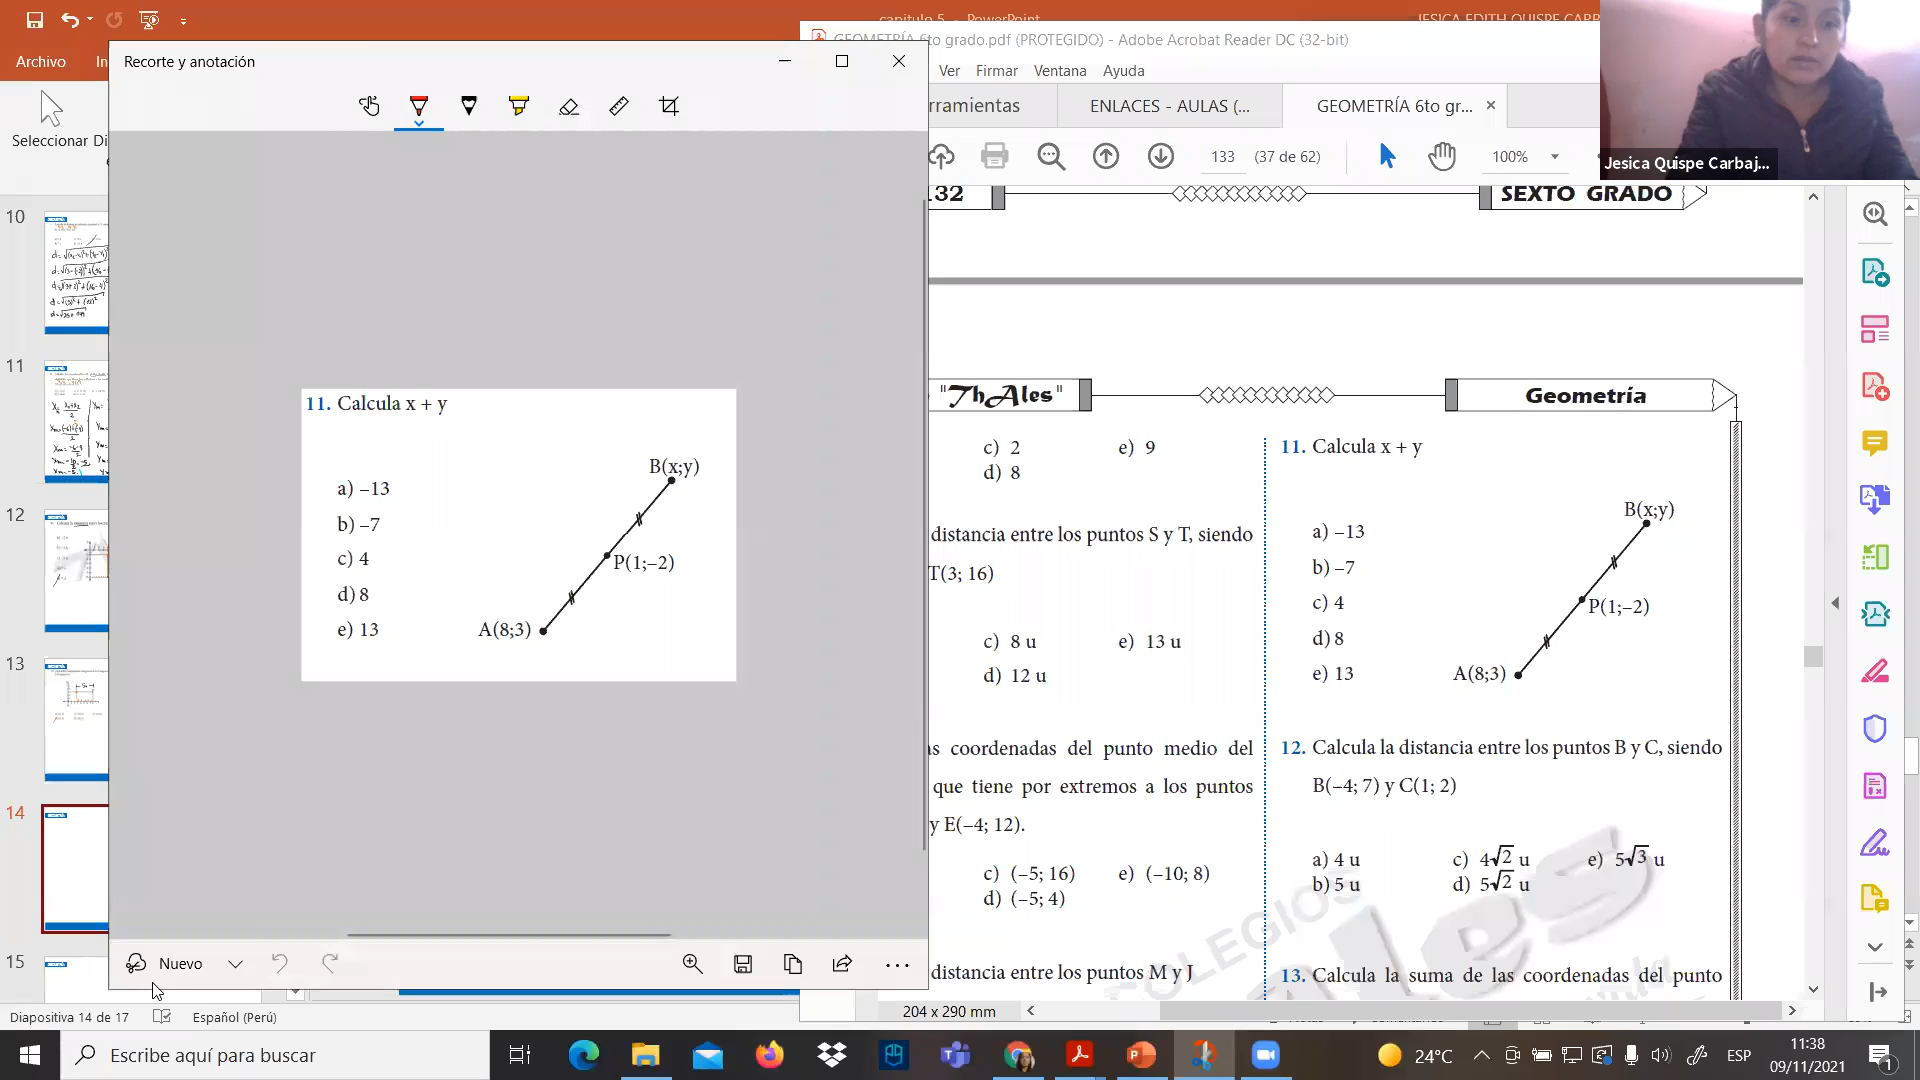 capitulo 5 - PowerPoint
Archivo
Seleccionar
10
11
12
13
14
15
Diapositiva 14 de 17
Español (Perú)
Recorte y anotación
11. Calcula x + y
a) –13
b) –7
c) 4
d) 8
e) 13
B(x;y)
P(1;–2)
A(8;3)
Nuevo
GEOMETRÍA 6to grado.pdf (PROTEGIDO) - Adobe Acrobat Reader DC (32-bit)
Ver Firmar Ventana Ayuda
ramientas
ENLACES - AULAS (...
GEOMETRÍA 6to gr... ×
133 (37 de 62)
100%
Jesica Quispe Carbaj...
132
SEXTO GRADO
"ThAles"
Geometría
c) 2 e) 9
d) 8
distancia entre los puntos S y T, siendo
T(3; 16)
c) 8 u e) 13 u
d) 12 u
coordenadas del punto medio del
que tiene por extremos a los puntos
y E(–4; 12).
c) (–5; 16) e) (–10; 8)
d) (–5; 4)
distancia entre los puntos M y J
11. Calcula x + y
a) –13
b) –7
c) 4
d) 8
e) 13
B(x;y)
P(1;–2)
A(8;3)
12. Calcula la distancia entre los puntos B y C, siendo
B(–4; 7) y C(1; 2)
a) 4 u c) 4√2 u e) 5√3 u
b) 5 u d) 5√2 u
13. Calcula la suma de las coordenadas del punto
204 x 290 mm
Escribe aquí para buscar
24°C
ESP
11:38
09/11/2021
1